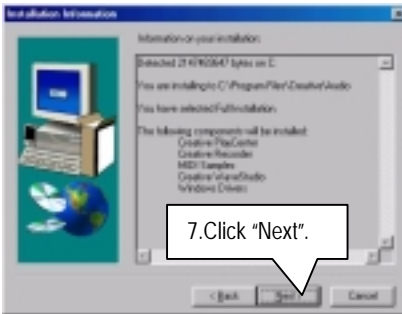 Installation Information
Information on your installation:
Detected 2147483647 bytes on C:
You are installing to C:\Program Files\Creative\Audio
You have selected Full Installation.
The following components will be installed:
Creative PlayCenter
Creative Recorder
MIDI Samples
Creative WaveStudio
Windows Drivers
7.Click “Next”.
< Back
Next >
Cancel